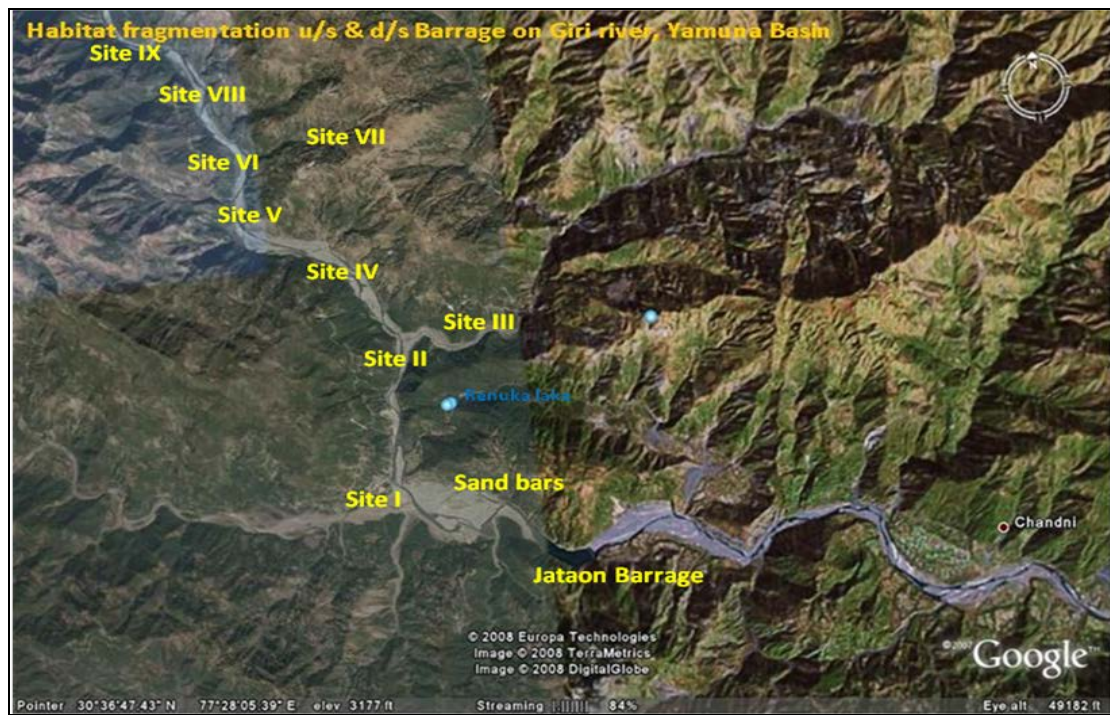 Habitat fragmentation u/s & d/s Barrage on Giri river, Yamuna Basin
Site IX
Site VIII
Site VII
Site VI
Site V
Site IV
Site III
Site II
Renuka lake
Sand bars
Site I
Chandni
Jataon Barrage
© 2008 Europa Technologies
Image © 2008 TerraMetrics
Image © 2008 DigitalGlobe
©2007 Google™
Pointer 30°36'47.43" N 77°28'05.39" E elev 3177 ft Streaming 84% Eye alt 49182 ft